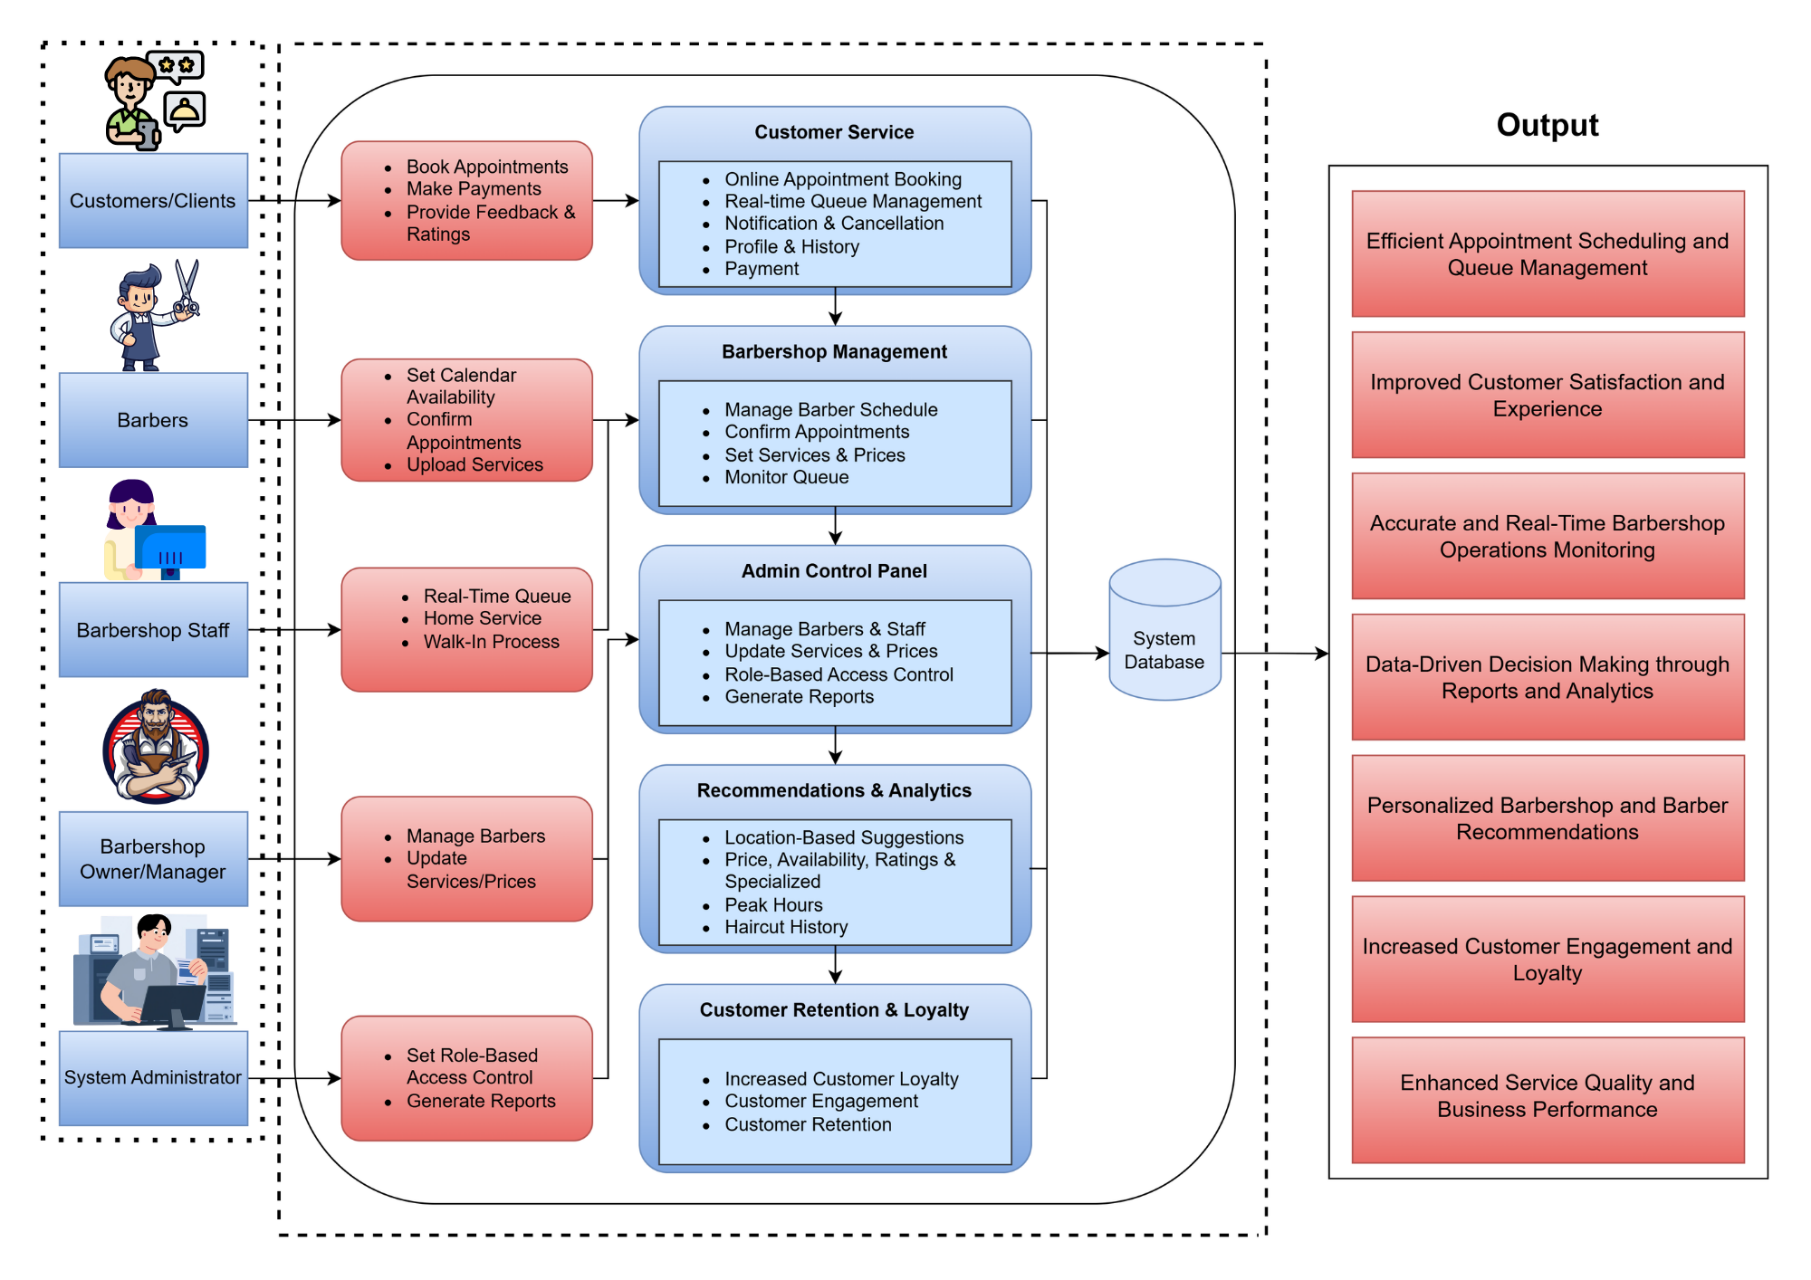 Output
Customers/Clients
Barbers
Barbershop Staff
Barbershop
Owner/Manager
System Administrator
• Book Appointments
• Make Payments
• Provide Feedback &
Ratings
• Set Calendar
Availability
• Confirm
Appointments
• Upload Services
• Real-Time Queue
• Home Service
• Walk-In Process
• Manage Barbers
• Update
Services/Prices
• Set Role-Based
Access Control
• Generate Reports
Customer Service
• Online Appointment Booking
• Real-time Queue Management
• Notification & Cancellation
• Profile & History
• Payment
Barbershop Management
• Manage Barber Schedule
• Confirm Appointments
• Set Services & Prices
• Monitor Queue
Admin Control Panel
• Manage Barbers & Staff
• Update Services & Prices
• Role-Based Access Control
• Generate Reports
Recommendations & Analytics
• Location-Based Suggestions
• Price, Availability, Ratings &
Specialized
• Peak Hours
• Haircut History
Customer Retention & Loyalty
• Increased Customer Loyalty
• Customer Engagement
• Customer Retention
System
Database
Efficient Appointment Scheduling and
Queue Management
Improved Customer Satisfaction and
Experience
Accurate and Real-Time Barbershop
Operations Monitoring
Data-Driven Decision Making through
Reports and Analytics
Personalized Barbershop and Barber
Recommendations
Increased Customer Engagement and
Loyalty
Enhanced Service Quality and
Business Performance